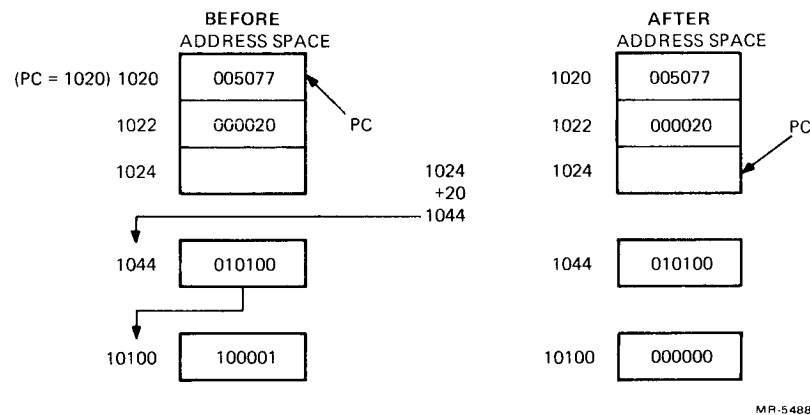 BEFORE
ADDRESS SPACE
(PC = 1020) 1020 005077
1022 000020 PC
1024
1024
+20
1044
1044 010100
10100 100001
AFTER
ADDRESS SPACE
1020 005077
1022 000020 PC
1024
1044 010100
10100 000000
MR-5488